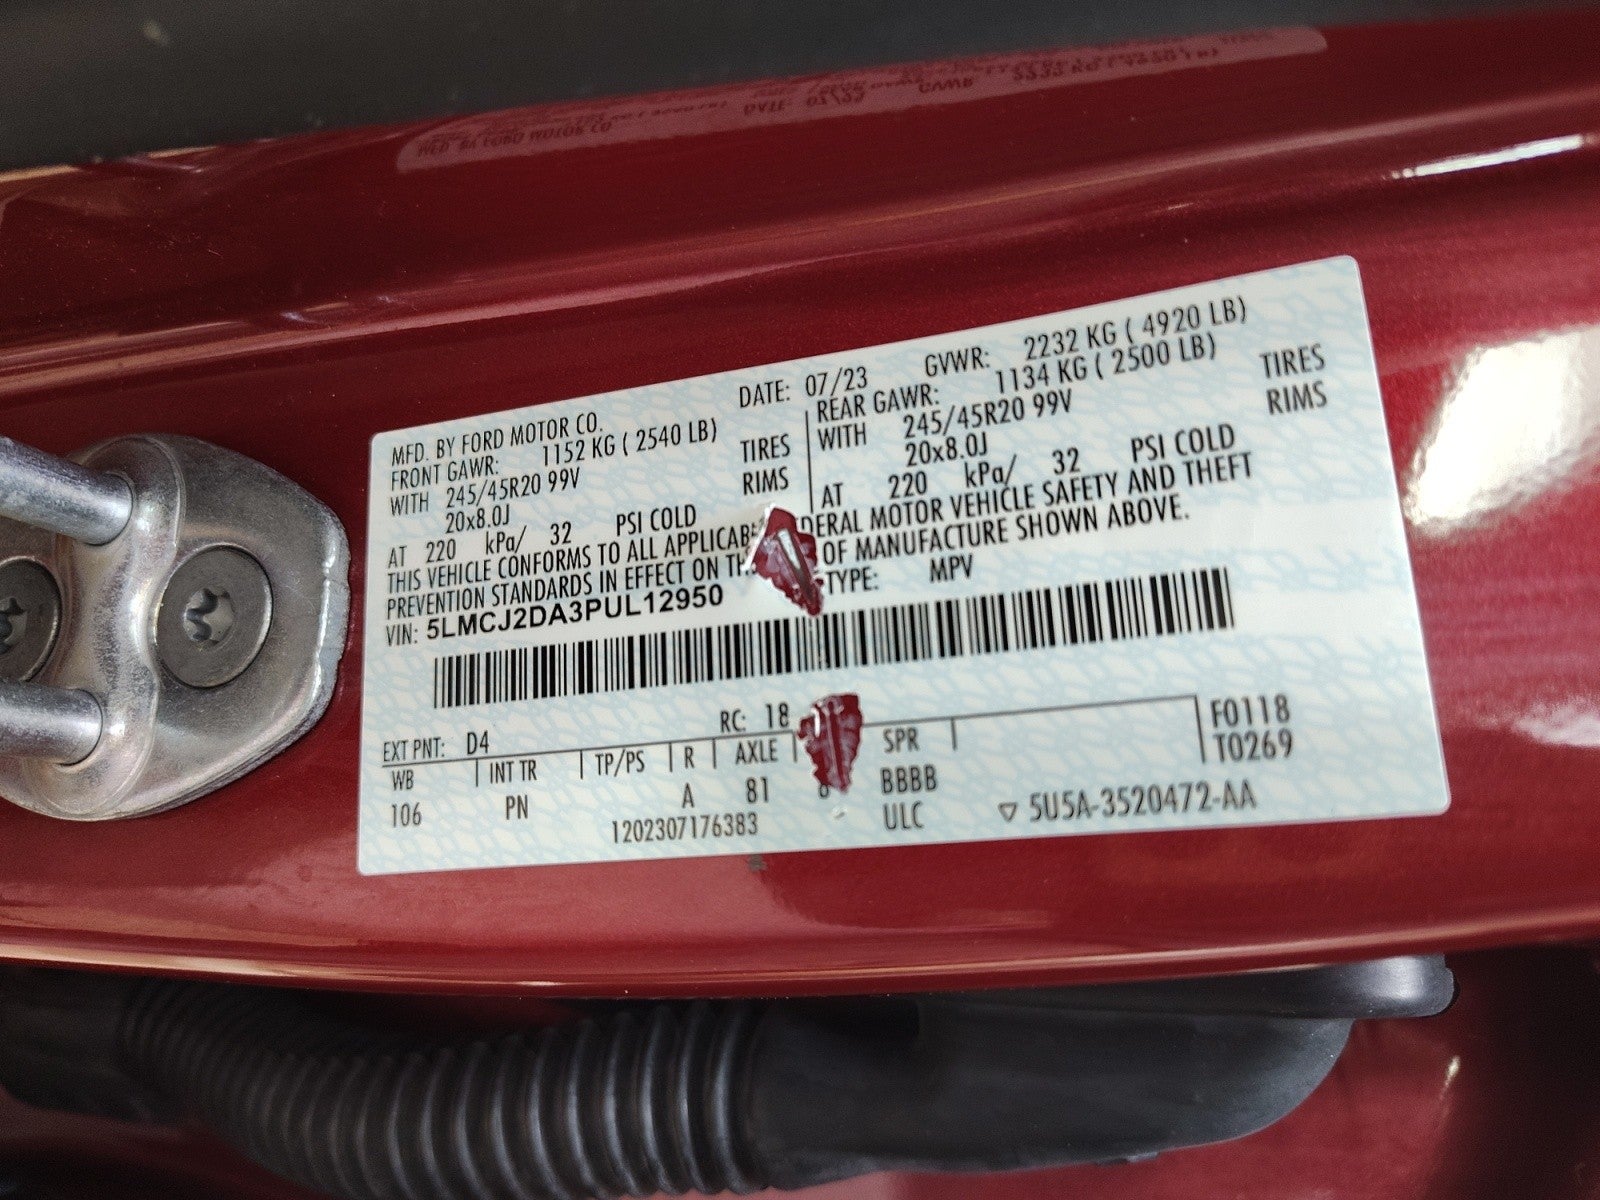 MFD. BY FORD MOTOR CO.
DATE: 07/23
GVWR: 2232 KG ( 4920 LB)
FRONT GAWR: 1152 KG ( 2540 LB)
WITH 245/45R20 99V TIRES
20x8.0J RIMS
AT 220 kPa/ 32 PSI COLD
REAR GAWR: 1134 KG ( 2500 LB)
WITH 245/45R20 99V TIRES
20x8.0J RIMS
AT 220 kPa/ 32 PSI COLD
THIS VEHICLE CONFORMS TO ALL MOTOR VEHICLE SAFETY AND THEFT
PREVENTION STANDARDS IN EFFECT ON OF MANUFACTURE SHOWN ABOVE.
VIN: 5LMCJ2DA3PUL12950 TYPE: MPV
EXT PNT: D4 RC: 18
WB INT TR TP/PS R AXLE SPR
106 PN A 81 BBBB
1202307176383 ULC
F0118
T0269
▽ 5U5A-3520472-AA